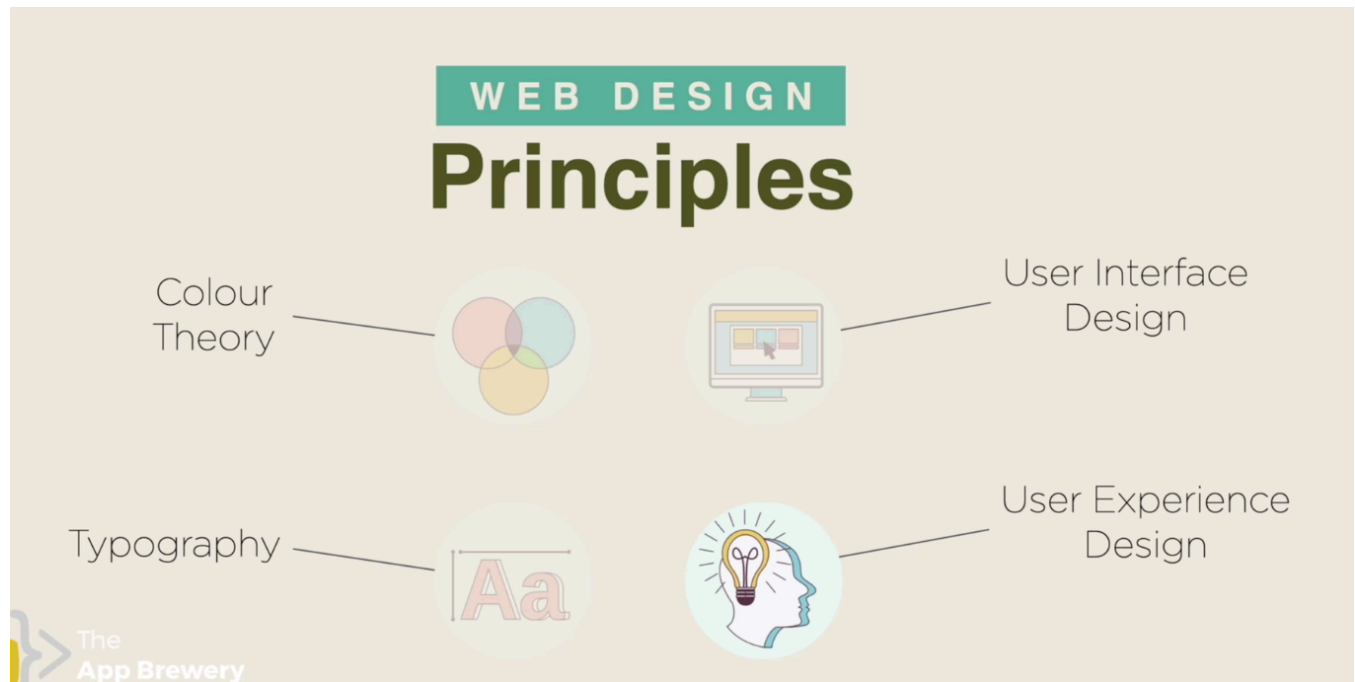 WEB DESIGN
Principles
Colour
Theory
User Interface
Design
Typography
Aa
User Experience
Design
The
App Brewery